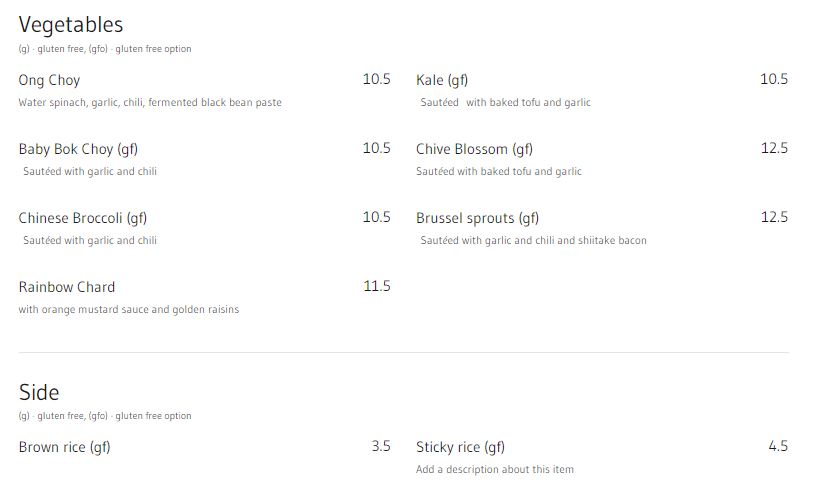 Vegetables
(g) - gluten free, (gfo) - gluten free option
Ong Choy 10.5
Water spinach, garlic, chili, fermented black bean paste
Kale (gf) 10.5
Sautéed with baked tofu and garlic
Baby Bok Choy (gf) 10.5
Sautéed with garlic and chili
Chive Blossom (gf) 12.5
Sautéed with baked tofu and garlic
Chinese Broccoli (gf) 10.5
Sautéed with garlic and chili
Brussel sprouts (gf) 12.5
Sautéed with garlic and chili and shiitake bacon
Rainbow Chard 11.5
with orange mustard sauce and golden raisins
Side
(g) - gluten free, (gfo) - gluten free option
Brown rice (gf) 3.5
Sticky rice (gf) 4.5
Add a description about this item